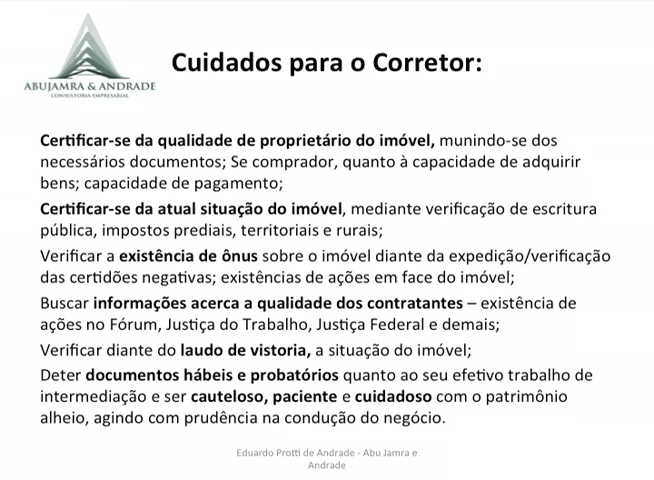 ABUJAMRA & ANDRADE
CONSULTORIA EMPRESARIAL
Cuidados para o Corretor:
Certificar-se da qualidade de proprietário do imóvel, munindo-se dos
necessários documentos; Se comprador, quanto à capacidade de adquirir
bens; capacidade de pagamento;
Certificar-se da atual situação do imóvel, mediante verificação de escritura
pública, impostos prediais, territoriais e rurais;
Verificar a existência de ônus sobre o imóvel diante da expedição/verificação
das certidões negativas; existências de ações em face do imóvel;
Buscar informações acerca a qualidade dos contratantes – existência de
ações no Fórum, Justiça do Trabalho, Justiça Federal e demais;
Verificar diante do laudo de vistoria, a situação do imóvel;
Deter documentos hábeis e probatórios quanto ao seu efetivo trabalho de
intermediação e ser cauteloso, paciente e cuidadoso com o patrimônio
alheio, agindo com prudência na condução do negócio.
Eduardo Protti de Andrade - Abu Jamra e
Andrade